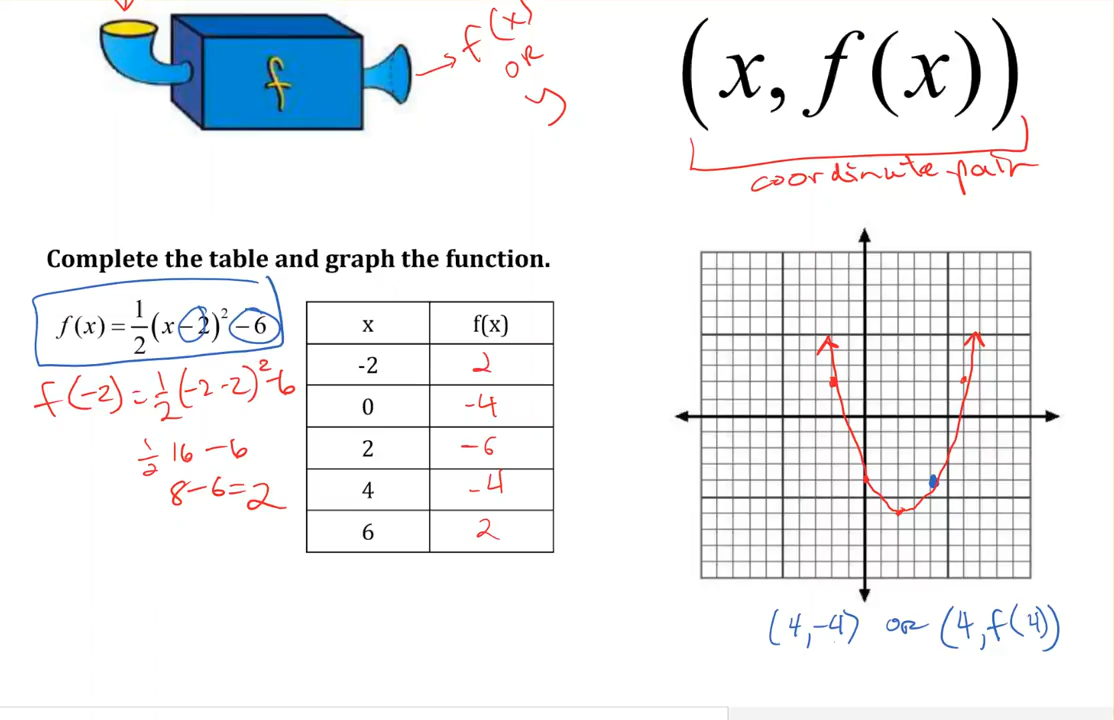 f(x)
OR
y
f
(x, f(x))
coordinate pair
Complete the table and graph the function.
f(x) = 1/2 (x − 2)² − 6
f(-2) = 1/2 (-2 -2)² -6
1/2 16 - 6
8 - 6 = 2
x f(x)
-2 2
0 -4
2 -6
4 -4
6 2
(4, -4) OR (4, f(4))